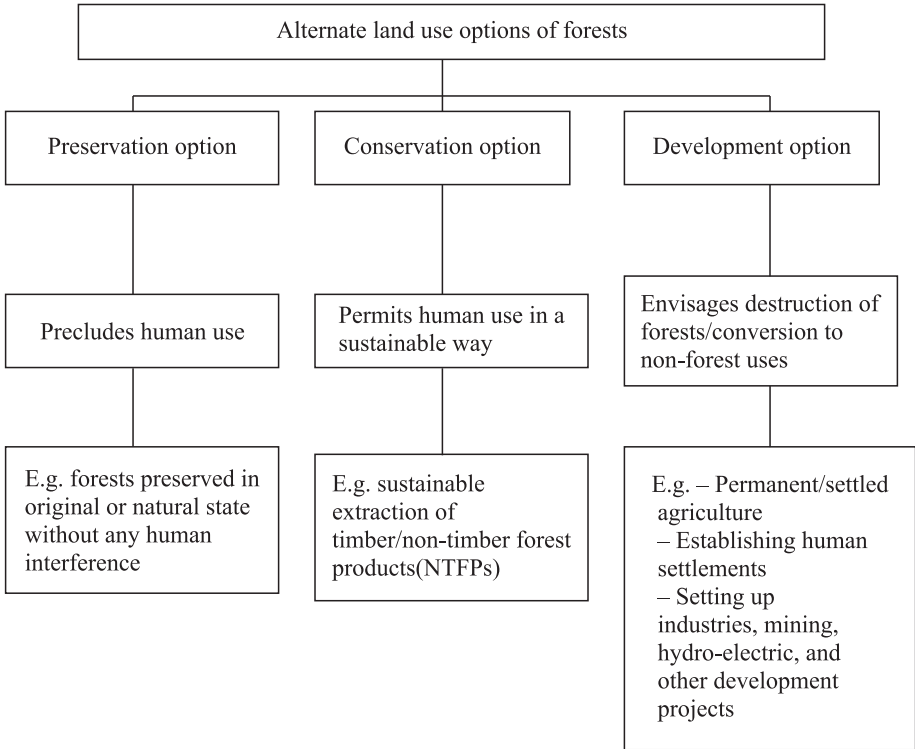 Alternate land use options of forests
Preservation option
Conservation option
Development option
Precludes human use
Permits human use in a
sustainable way
Envisages destruction of
forests/conversion to
non-forest uses
E.g. forests preserved in
original or natural state
without any human
interference
E.g. sustainable
extraction of
timber/non-timber forest
products(NTFPs)
E.g. – Permanent/settled
agriculture
– Establishing human
settlements
– Setting up
industries, mining,
hydro-electric, and
other development
projects